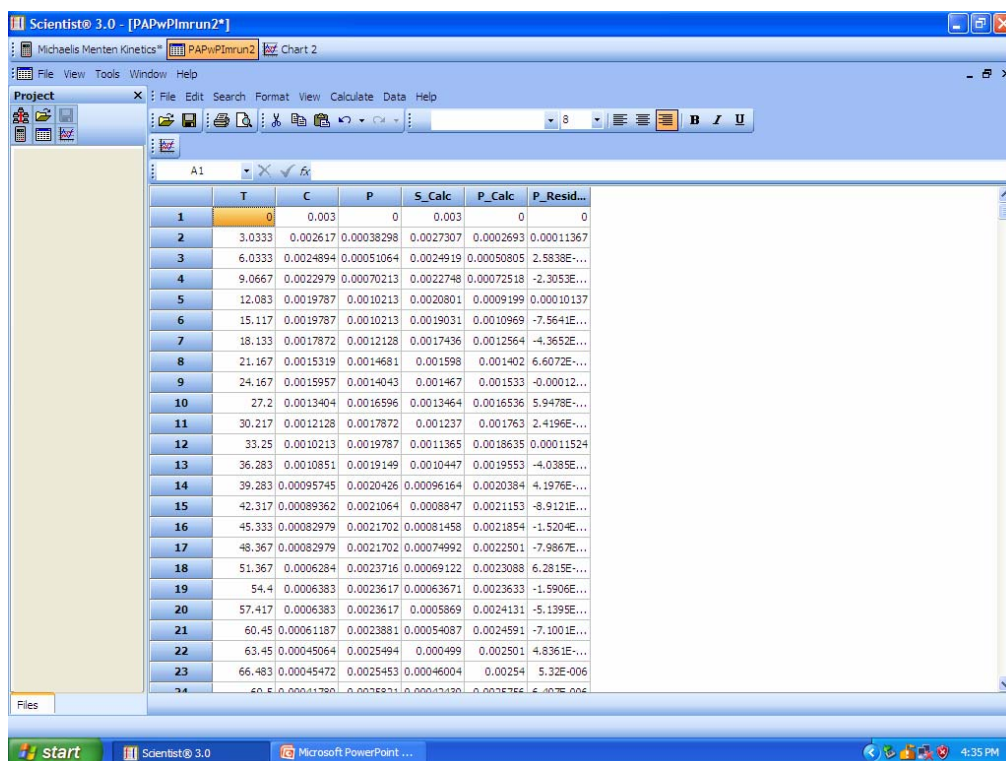 Scientist® 3.0 - [PAPwPImrun2*]
Michaelis Menten Kinetics* PAPwPImrun2 Chart 2
File View Tools Window Help
Project
File Edit Search Format View Calculate Data Help
8 B I U
A1 fx
T C P S_Calc P_Calc P_Resid...
1 0 0.003 0 0.003 0 0
2 3.0333 0.002617 0.00038298 0.0027307 0.0002693 0.00011367
3 6.0333 0.0024894 0.00051064 0.0024919 0.00050805 2.5838E-...
4 9.0667 0.0022979 0.00070213 0.0022748 0.00072518 -2.3053E...
5 12.083 0.0019787 0.0010213 0.0020801 0.0009199 0.00010137
6 15.117 0.0019787 0.0010213 0.0019031 0.0010969 -7.5641E...
7 18.133 0.0017872 0.0012128 0.0017436 0.0012564 -4.3652E...
8 21.167 0.0015319 0.0014681 0.001598 0.001402 6.6072E-...
9 24.167 0.0015957 0.0014043 0.001467 0.001533 -0.00012...
10 27.2 0.0013404 0.0016596 0.0013464 0.0016536 5.9478E-...
11 30.217 0.0012128 0.0017872 0.001237 0.001763 2.4196E-...
12 33.25 0.0010213 0.0019787 0.0011365 0.0018635 0.00011524
13 36.283 0.0010851 0.0019149 0.0010447 0.0019553 -4.0385E...
14 39.283 0.00095745 0.0020426 0.00096164 0.0020384 4.1976E-...
15 42.317 0.00089362 0.0021064 0.0008847 0.0021153 -8.9121E...
16 45.333 0.00082979 0.0021702 0.00081458 0.0021854 -1.5204E...
17 48.367 0.00082979 0.0021702 0.00074992 0.0022501 -7.9867E...
18 51.367 0.0006284 0.0023716 0.00069122 0.0023088 6.2815E-...
19 54.4 0.0006383 0.0023617 0.00063671 0.0023633 -1.5906E...
20 57.417 0.0006383 0.0023617 0.0005869 0.0024131 -5.1395E...
21 60.45 0.00061187 0.0023881 0.00054087 0.0024591 -7.1001E...
22 63.45 0.00045064 0.0025494 0.000499 0.002501 4.8361E-...
23 66.483 0.00045472 0.0025453 0.00046004 0.00254 5.32E-006
24
Files
start Scientist® 3.0 Microsoft PowerPoint ... 4:35 PM